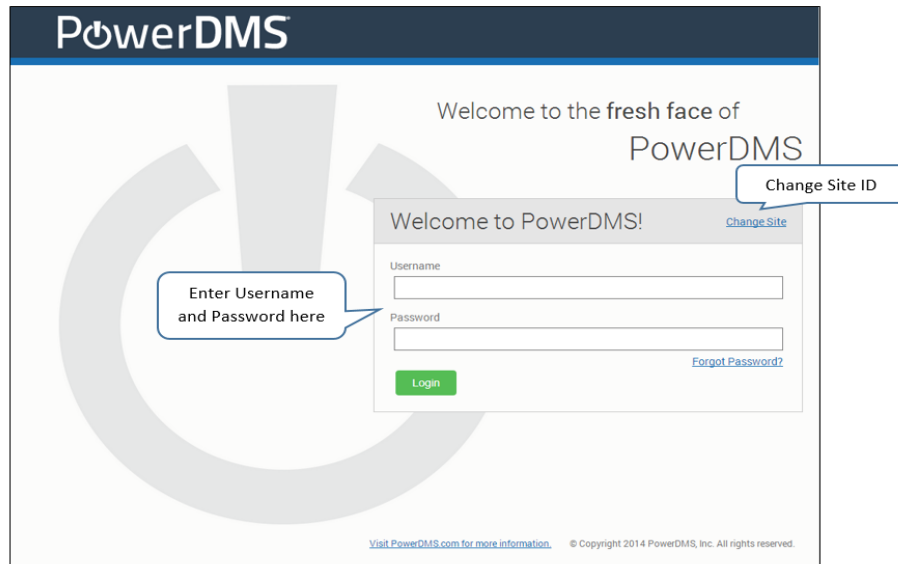 PowerDMS
Welcome to the fresh face of
PowerDMS
Change Site ID
Welcome to PowerDMS!
Change Site
Username
Enter Username
and Password here
Password
Forgot Password?
Login
Visit PowerDMS.com for more information.
© Copyright 2014 PowerDMS, Inc. All rights reserved.